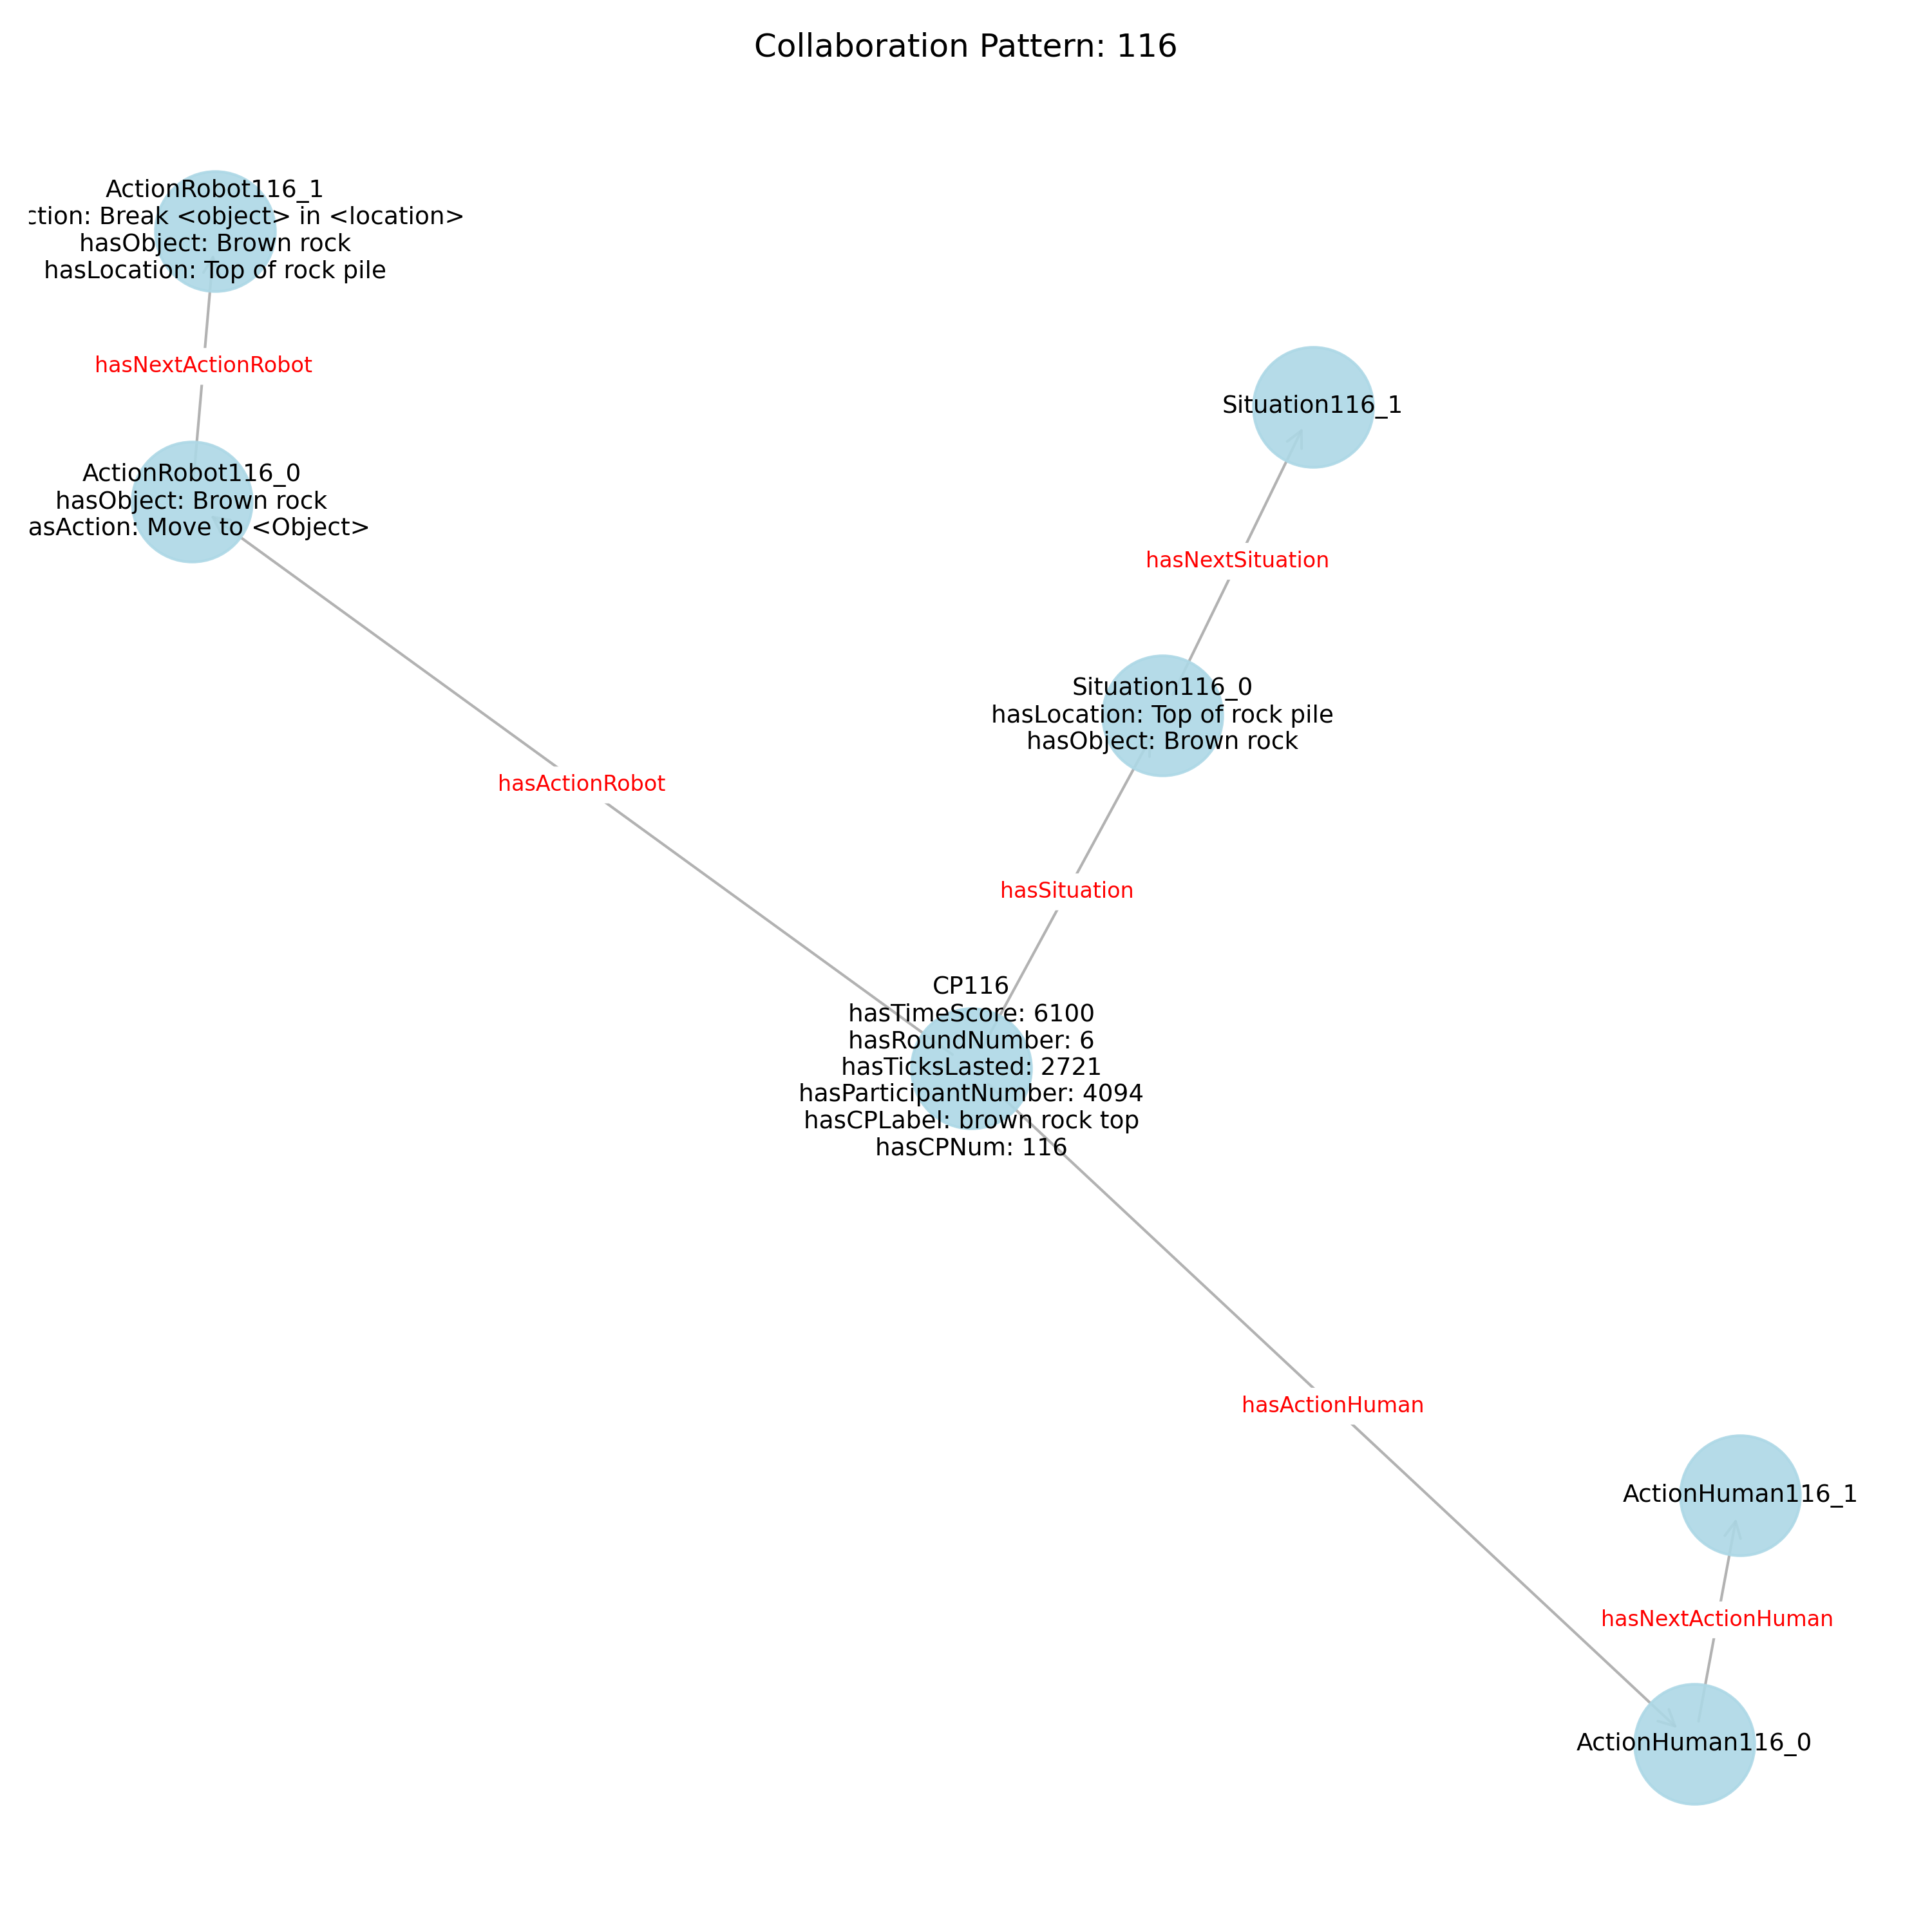 Collaboration Pattern: 116
ActionRobot116_1
ction: Break <object> in <location>
hasObject: Brown rock
hasLocation: Top of rock pile
hasNextActionRobot
ActionRobot116_0
hasObject: Brown rock
asAction: Move to <Object>
Situation116_1
hasNextSituation
Situation116_0
hasLocation: Top of rock pile
hasObject: Brown rock
hasActionRobot
hasSituation
CP116
hasTimeScore: 6100
hasRoundNumber: 6
hasTicksLasted: 2721
hasParticipantNumber: 4094
hasCPLabel: brown rock top
hasCPNum: 116
hasActionHuman
ActionHuman116_1
hasNextActionHuman
ActionHuman116_0